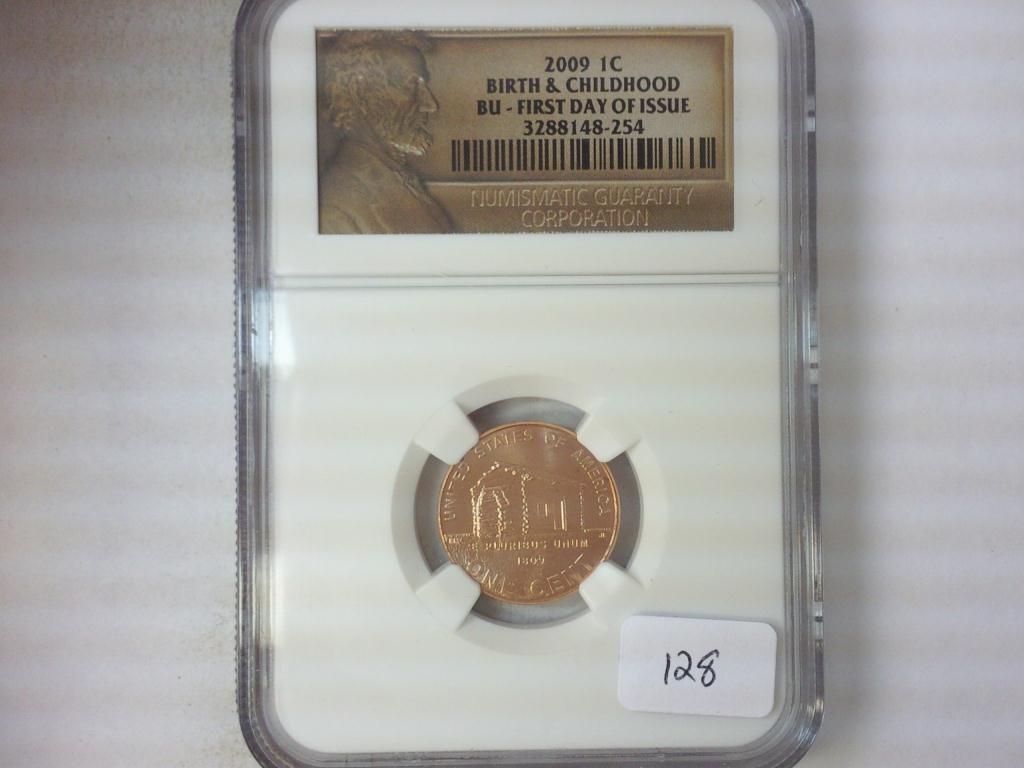 2009 1C
BIRTH & CHILDHOOD
BU - FIRST DAY OF ISSUE
3288148-254
NUMISMATIC GUARANTY
CORPORATION
UNITED STATES OF AMERICA
E PLURIBUS UNUM
1809
ONE CENT
128